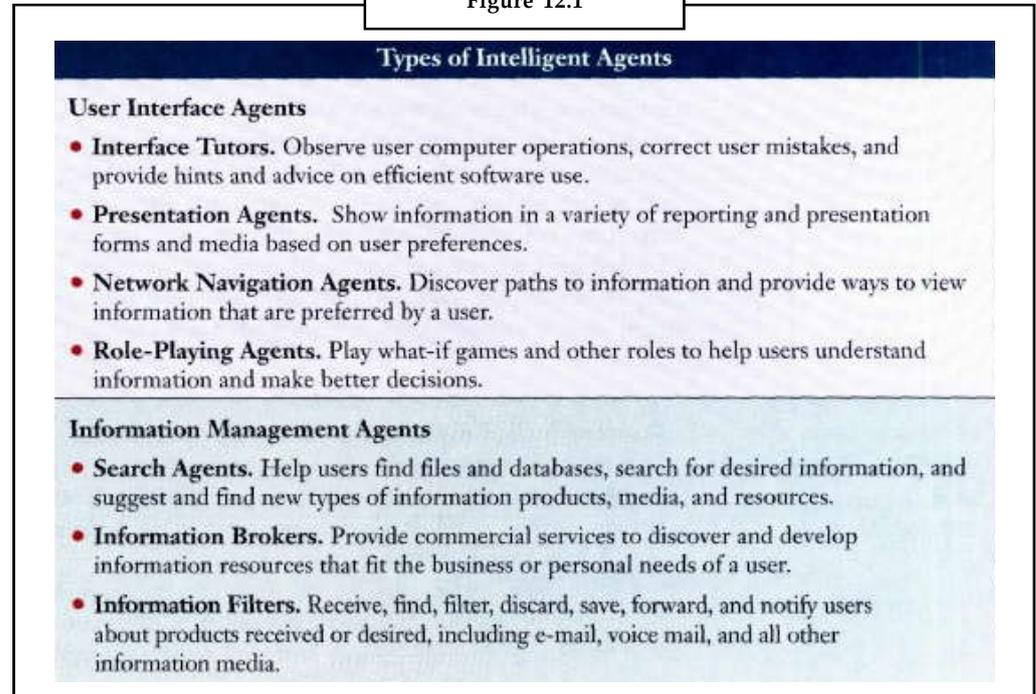 Figure 12.1
Types of Intelligent Agents
User Interface Agents
• Interface Tutors. Observe user computer operations, correct user mistakes, and
provide hints and advice on efficient software use.
• Presentation Agents. Show information in a variety of reporting and presentation
forms and media based on user preferences.
• Network Navigation Agents. Discover paths to information and provide ways to view
information that are preferred by a user.
• Role-Playing Agents. Play what-if games and other roles to help users understand
information and make better decisions.
Information Management Agents
• Search Agents. Help users find files and databases, search for desired information, and
suggest and find new types of information products, media, and resources.
• Information Brokers. Provide commercial services to discover and develop
information resources that fit the business or personal needs of a user.
• Information Filters. Receive, find, filter, discard, save, forward, and notify users
about products received or desired, including e-mail, voice mail, and all other
information media.